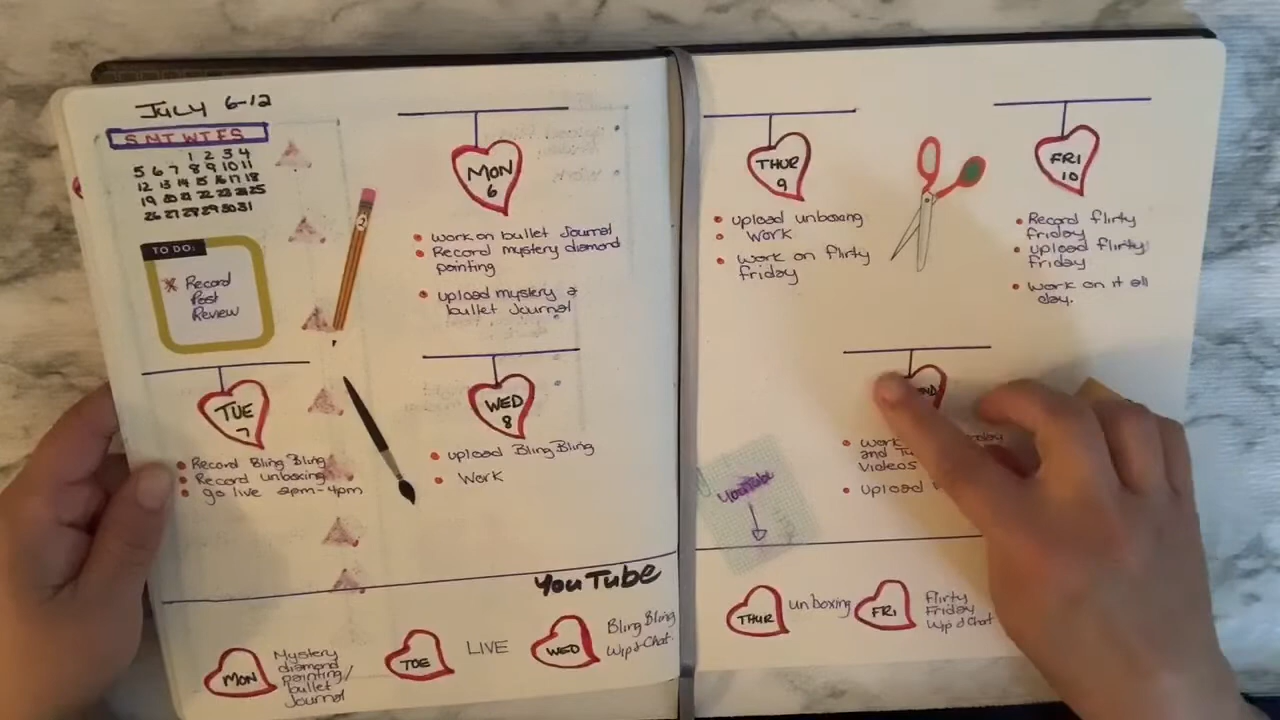 July 6-12
S M T W T F S
1 2 3 4
5 6 7 8 9 10 11
12 13 14 15 16 17 18
19 20 21 22 23 24 25
26 27 28 29 30 31
TO DO:
Record
Past
Review
MON
6
work on bullet Journal
Record mystery diamond
painting
upload mystery &
bullet Journal
TUE
7
Record Bling Bling
Record unboxing
go live 2pm-4pm
WED
8
upload Bling Bling
Work
YouTube
MON
Mystery
diamond
painting/
bullet
Journal
TUE
LIVE
WED
Bling Bling
Wip & Chat
THUR
9
upload unboxing
Work
Work on flirty
friday
FRI
10
Record flirty
friday
upload flirty
friday
Work on it all
day.
Work
and
Videos
upload
YouTube
THUR
unboxing
FRI
Flirty
Friday
Wip & Chat